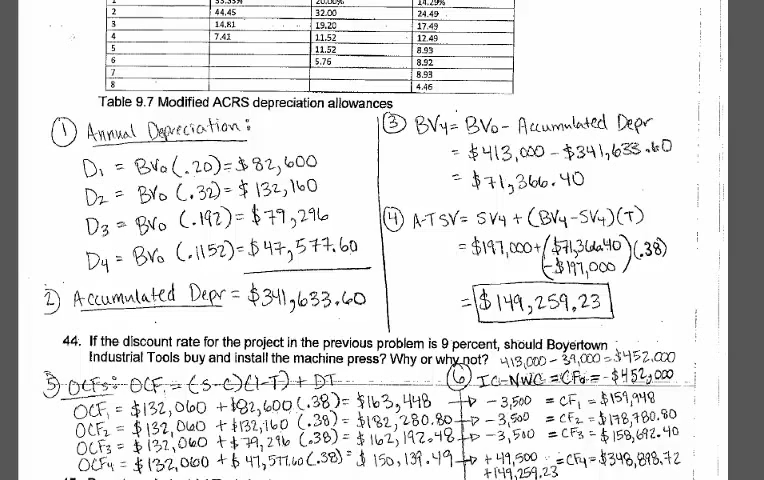 1 33.33% 20.00% 14.29%
2 44.45 32.00 24.49
3 14.81 19.20 17.49
4 7.41 11.52 12.49
5 11.52 8.93
6 5.76 8.92
7 8.93
8 4.46
Table 9.7 Modified ACRS depreciation allowances
① Annual Depreciation:
D1 = BV0 (.20) = $82,600
D2 = BV0 (.32) = $132,160
D3 = BV0 (.192) = $79,296
D4 = BV0 (.1152) = $47,577.60
2) Accumulated Depr = $341,633.60
③ BV4 = BV0 - Accumulated Depr
= $413,000 - $341,633.60
= $71,366.40
④ A-TSV = SV4 + (BV4-SV4)(T)
= $197,000 + ($71,366.40 - $197,000)(.38)
= $149,259.23
44. If the discount rate for the project in the previous problem is 9 percent, should Boyertown
Industrial Tools buy and install the machine press? Why or why not? 413,000 - 39,000 = $452,000
5) OCFs: OCF = (S-C)(1-T) + DT
OCF1 = $132,060 + $82,600 (.38) = $163,448
OCF2 = $132,060 + $132,160 (.38) = $182,280.80
OCF3 = $132,060 + $79,296 (.38) = $162,192.48
OCF4 = $132,060 + $47,577.60 (.38) = $150,139.49
⑥ IC-NWC = CF0 = -$452,000
- 3,500 = CF1 = $159,948
- 3,500 = CF2 = $178,780.80
- 3,500 = CF3 = $158,692.40
+ 49,500 = CF4 = $348,898.72
+149,259.23